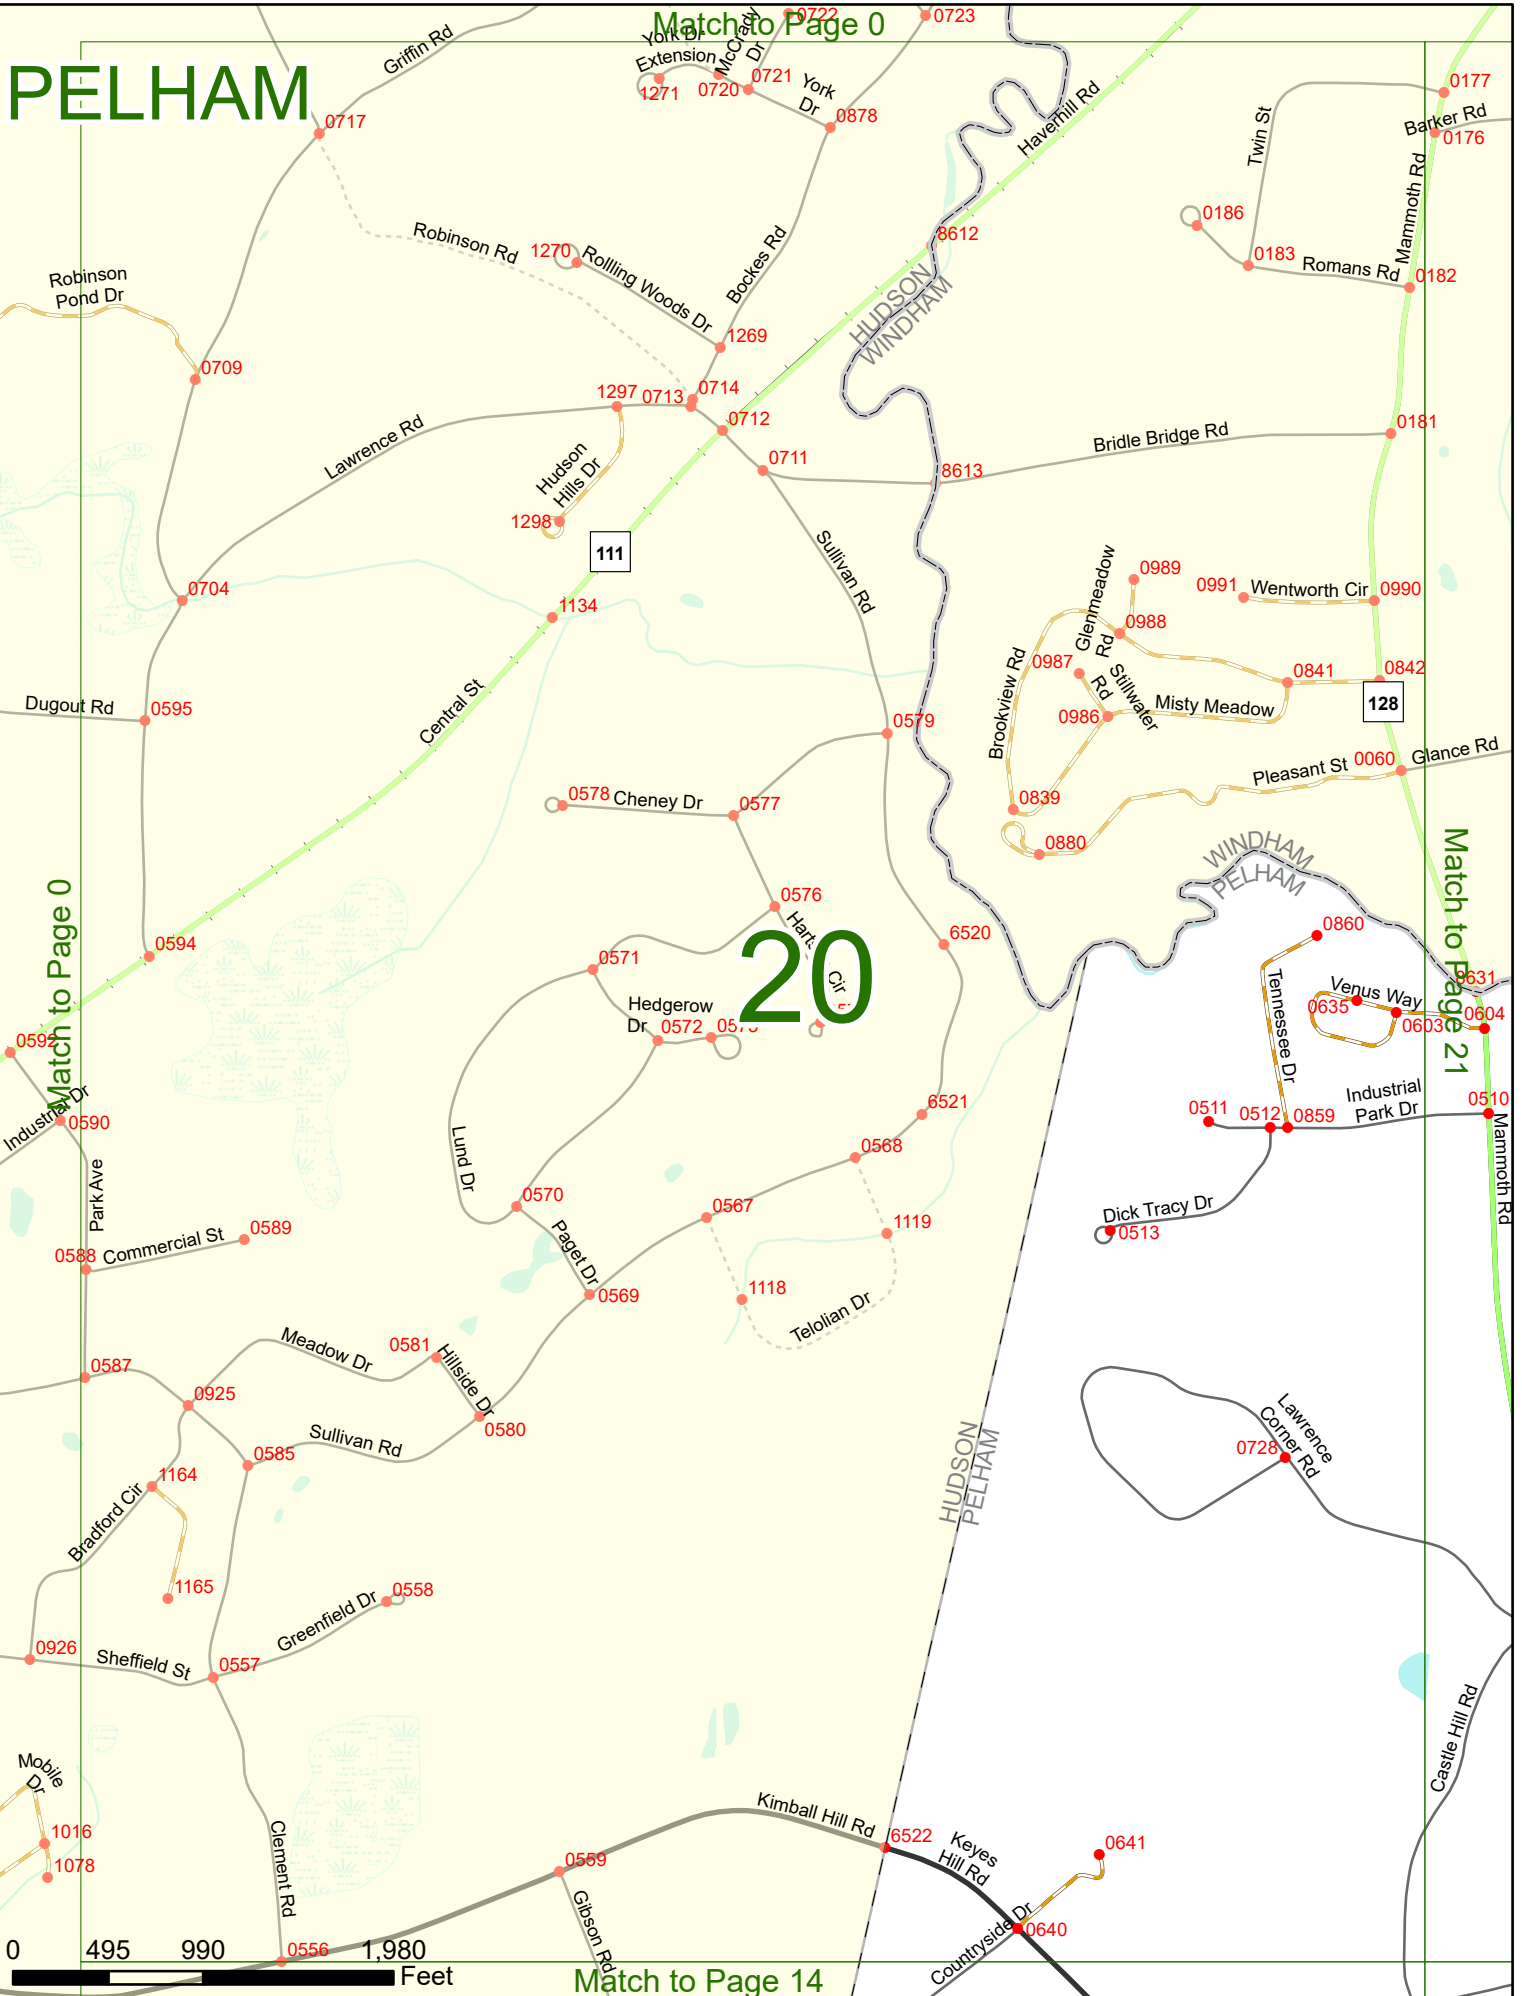 Match to Page 0
PELHAM
Griffin Rd
York Dr
Extension
McCrady
Dr
York
Dr
0722
0723
0721
0720
1271
0878
0717
Haverhill Rd
Twin St
0177
Barker Rd
0176
Mammoth Rd
0186
0183
Romans Rd
0182
8612
HUDSON
WINDHAM
Robinson Rd
1270
Rollling Woods Dr
Bockes Rd
1269
Robinson
Pond Dr
0709
1297
0713
0714
0712
0711
Lawrence Rd
Hudson
Hills Dr
1298
111
8613
Bridle Bridge Rd
0181
Sullivan Rd
0704
1134
0989
0991
Wentworth Cir
0990
Glenmeadow
Rd
0988
0987
Brookview Rd
Stillwater
Rd
0986
Misty Meadow
0841
0842
128
Dugout Rd
0595
Central St
0579
0060
Glance Rd
Pleasant St
0839
0880
0578
Cheney Dr
0577
0576
WINDHAM
PELHAM
Match to Page 0
Match to Page 21
0594
0571
20
6520
0860
Hedgerow
Dr
0572
Cir
Tennessee Dr
Venus Way
0635
0603
8631
0604
0592
Industrial Dr
0590
Park Ave
6521
0511
0512
0859
Industrial
Park Dr
0510
Mammoth Rd
Lund Dr
0568
0570
0567
1119
Dick Tracy Dr
0513
0589
Commercial St
0588
Paget Dr
0569
1118
Telolian Dr
Meadow Dr
0581
Hillside Dr
0587
0925
0580
Sullivan Rd
0585
HUDSON
PELHAM
Lawrence
Corner Rd
0728
1164
Bradford Cir
1165
0558
Greenfield Dr
0926
Sheffield St
0557
Castle Hill Rd
Mobile
Dr
1016
1078
Clement Rd
Kimball Hill Rd
6522
Keyes
Hill Rd
0641
0559
Gibson Rd
0640
Countryside Dr
0556
0 495 990 1,980
Feet
Match to Page 14